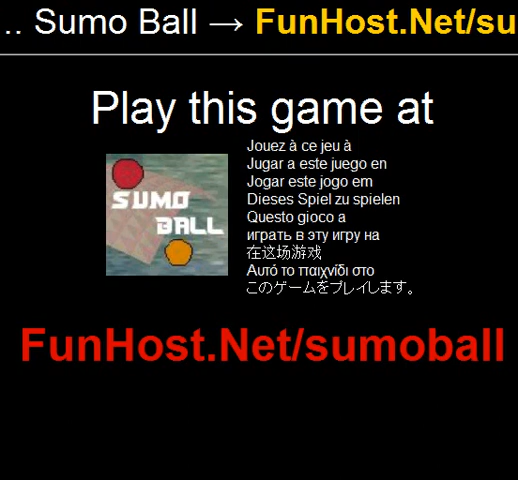 .. Sumo Ball → FunHost.Net/su
Play this game at
SUMO
BALL
Jouez à ce jeu à
Jugar a este juego en
Jogar este jogo em
Dieses Spiel zu spielen
Questo gioco a
играть в эту игру на
在这场游戏
Αυτό το παιχνίδι στο
このゲームをプレイします。
FunHost.Net/sumoball